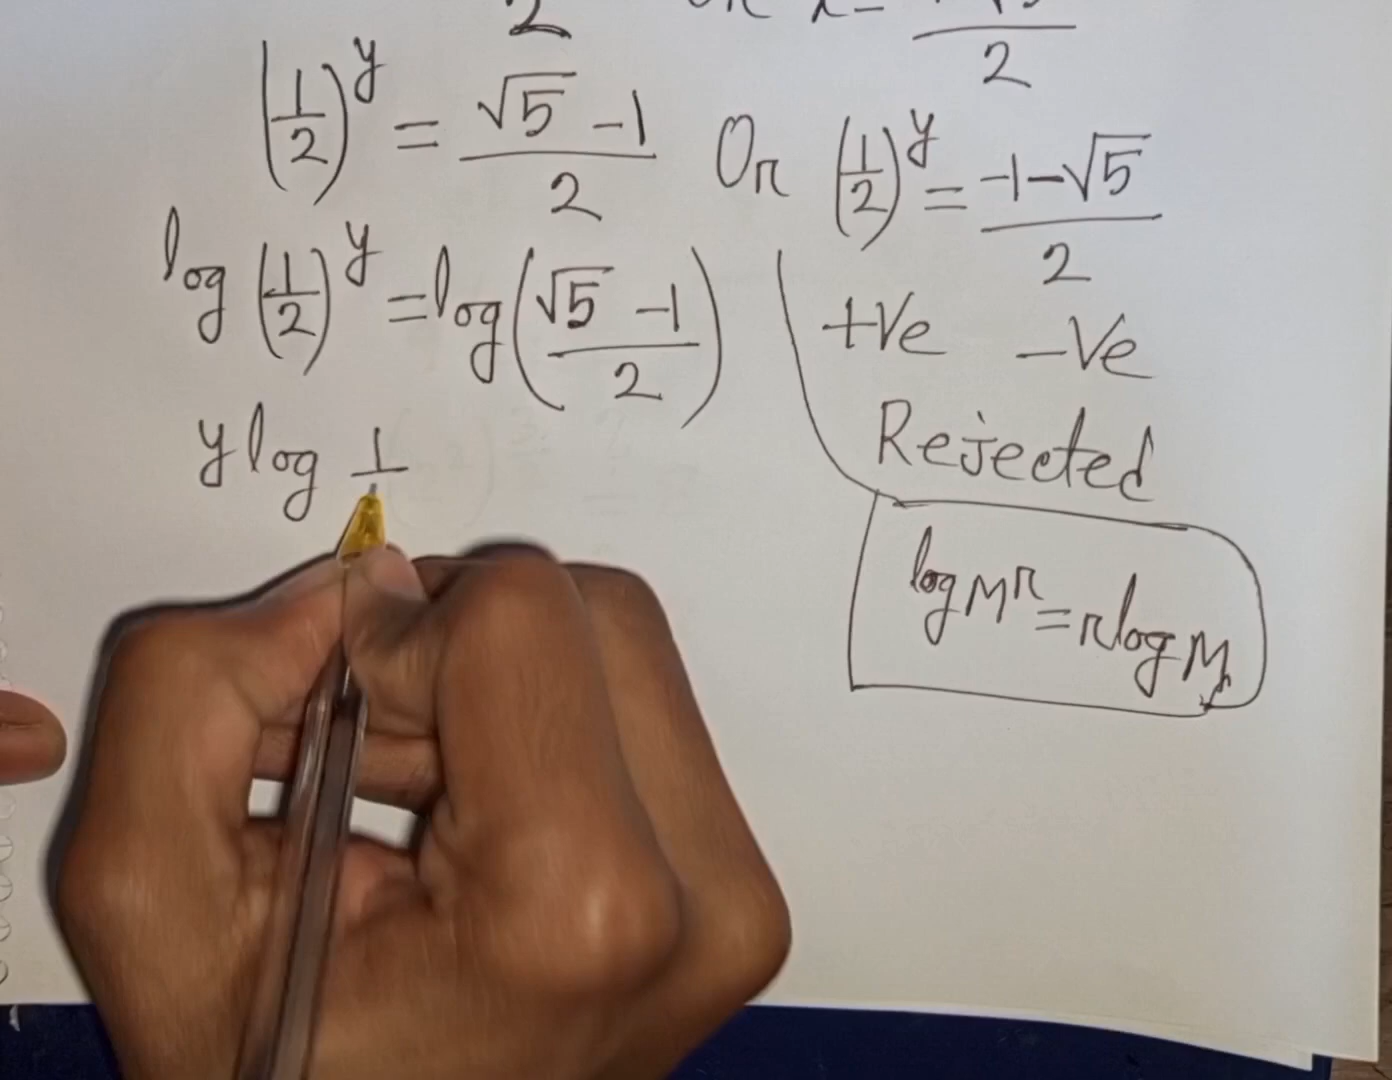 (1/2)^y = (√5 - 1)/2 Or (1/2)^y = (-1-√5)/2
log (1/2)^y = log((√5 - 1)/2)
+ve -ve
Rejected
y log 1
log M^r = r log M